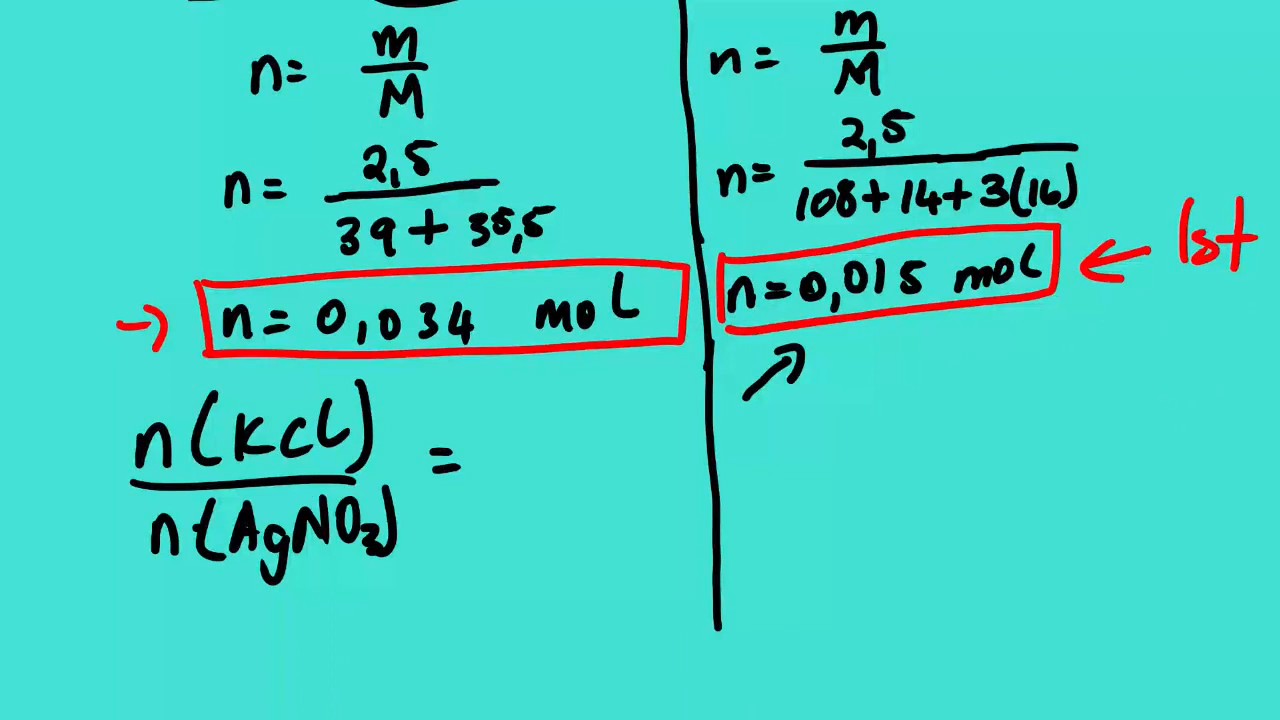 n = m/M
n = 2,5/(39 + 35,5)
→ n = 0,034 mol
n(KCl)/n(AgNO₃) =
n = m/M
n = 2,5/(108 + 14 + 3(16))
n = 0,015 mol ← 1st